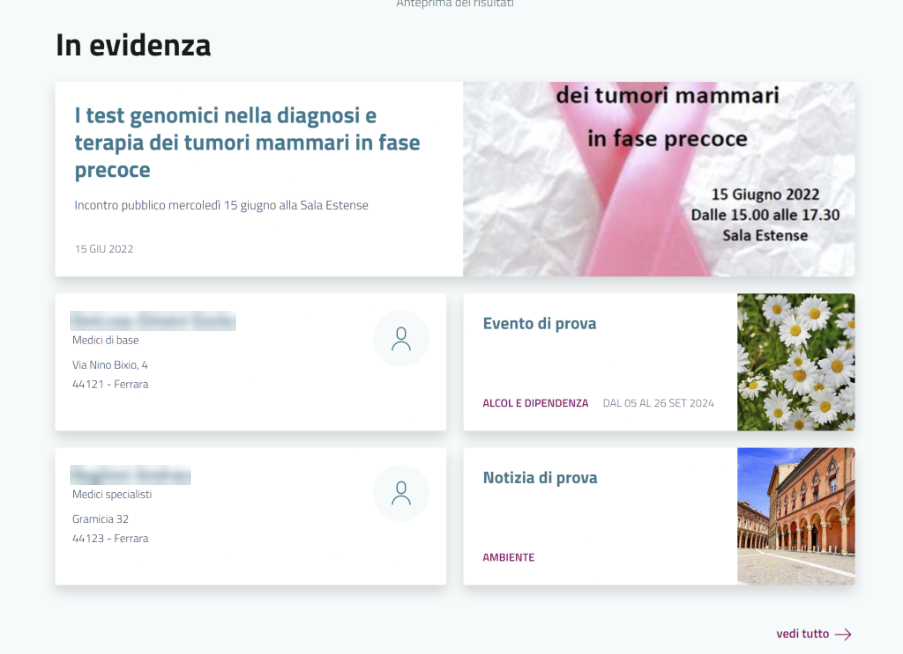 Anteprima dei risultati
In evidenza
I test genomici nella diagnosi e
terapia dei tumori mammari in fase
precoce
Incontro pubblico mercoledì 15 giugno alla Sala Estense
15 GIU 2022
dei tumori mammari
in fase precoce
15 Giugno 2022
Dalle 15.00 alle 17.30
Sala Estense
Medici di base
Via Nino Bixio, 4
44121 - Ferrara
Evento di prova
ALCOL E DIPENDENZA DAL 05 AL 26 SET 2024
Medici specialisti
Gramicia 32
44123 - Ferrara
Notizia di prova
AMBIENTE
vedi tutto